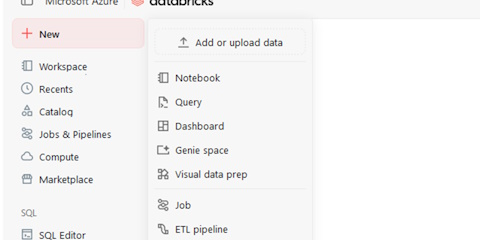 Microsoft Azure databricks
+ New
Add or upload data
Workspace
Notebook
Recents
Query
Catalog
Dashboard
Jobs & Pipelines
Genie space
Compute
Visual data prep
Marketplace
Job
SQL
ETL pipeline
SQL Editor